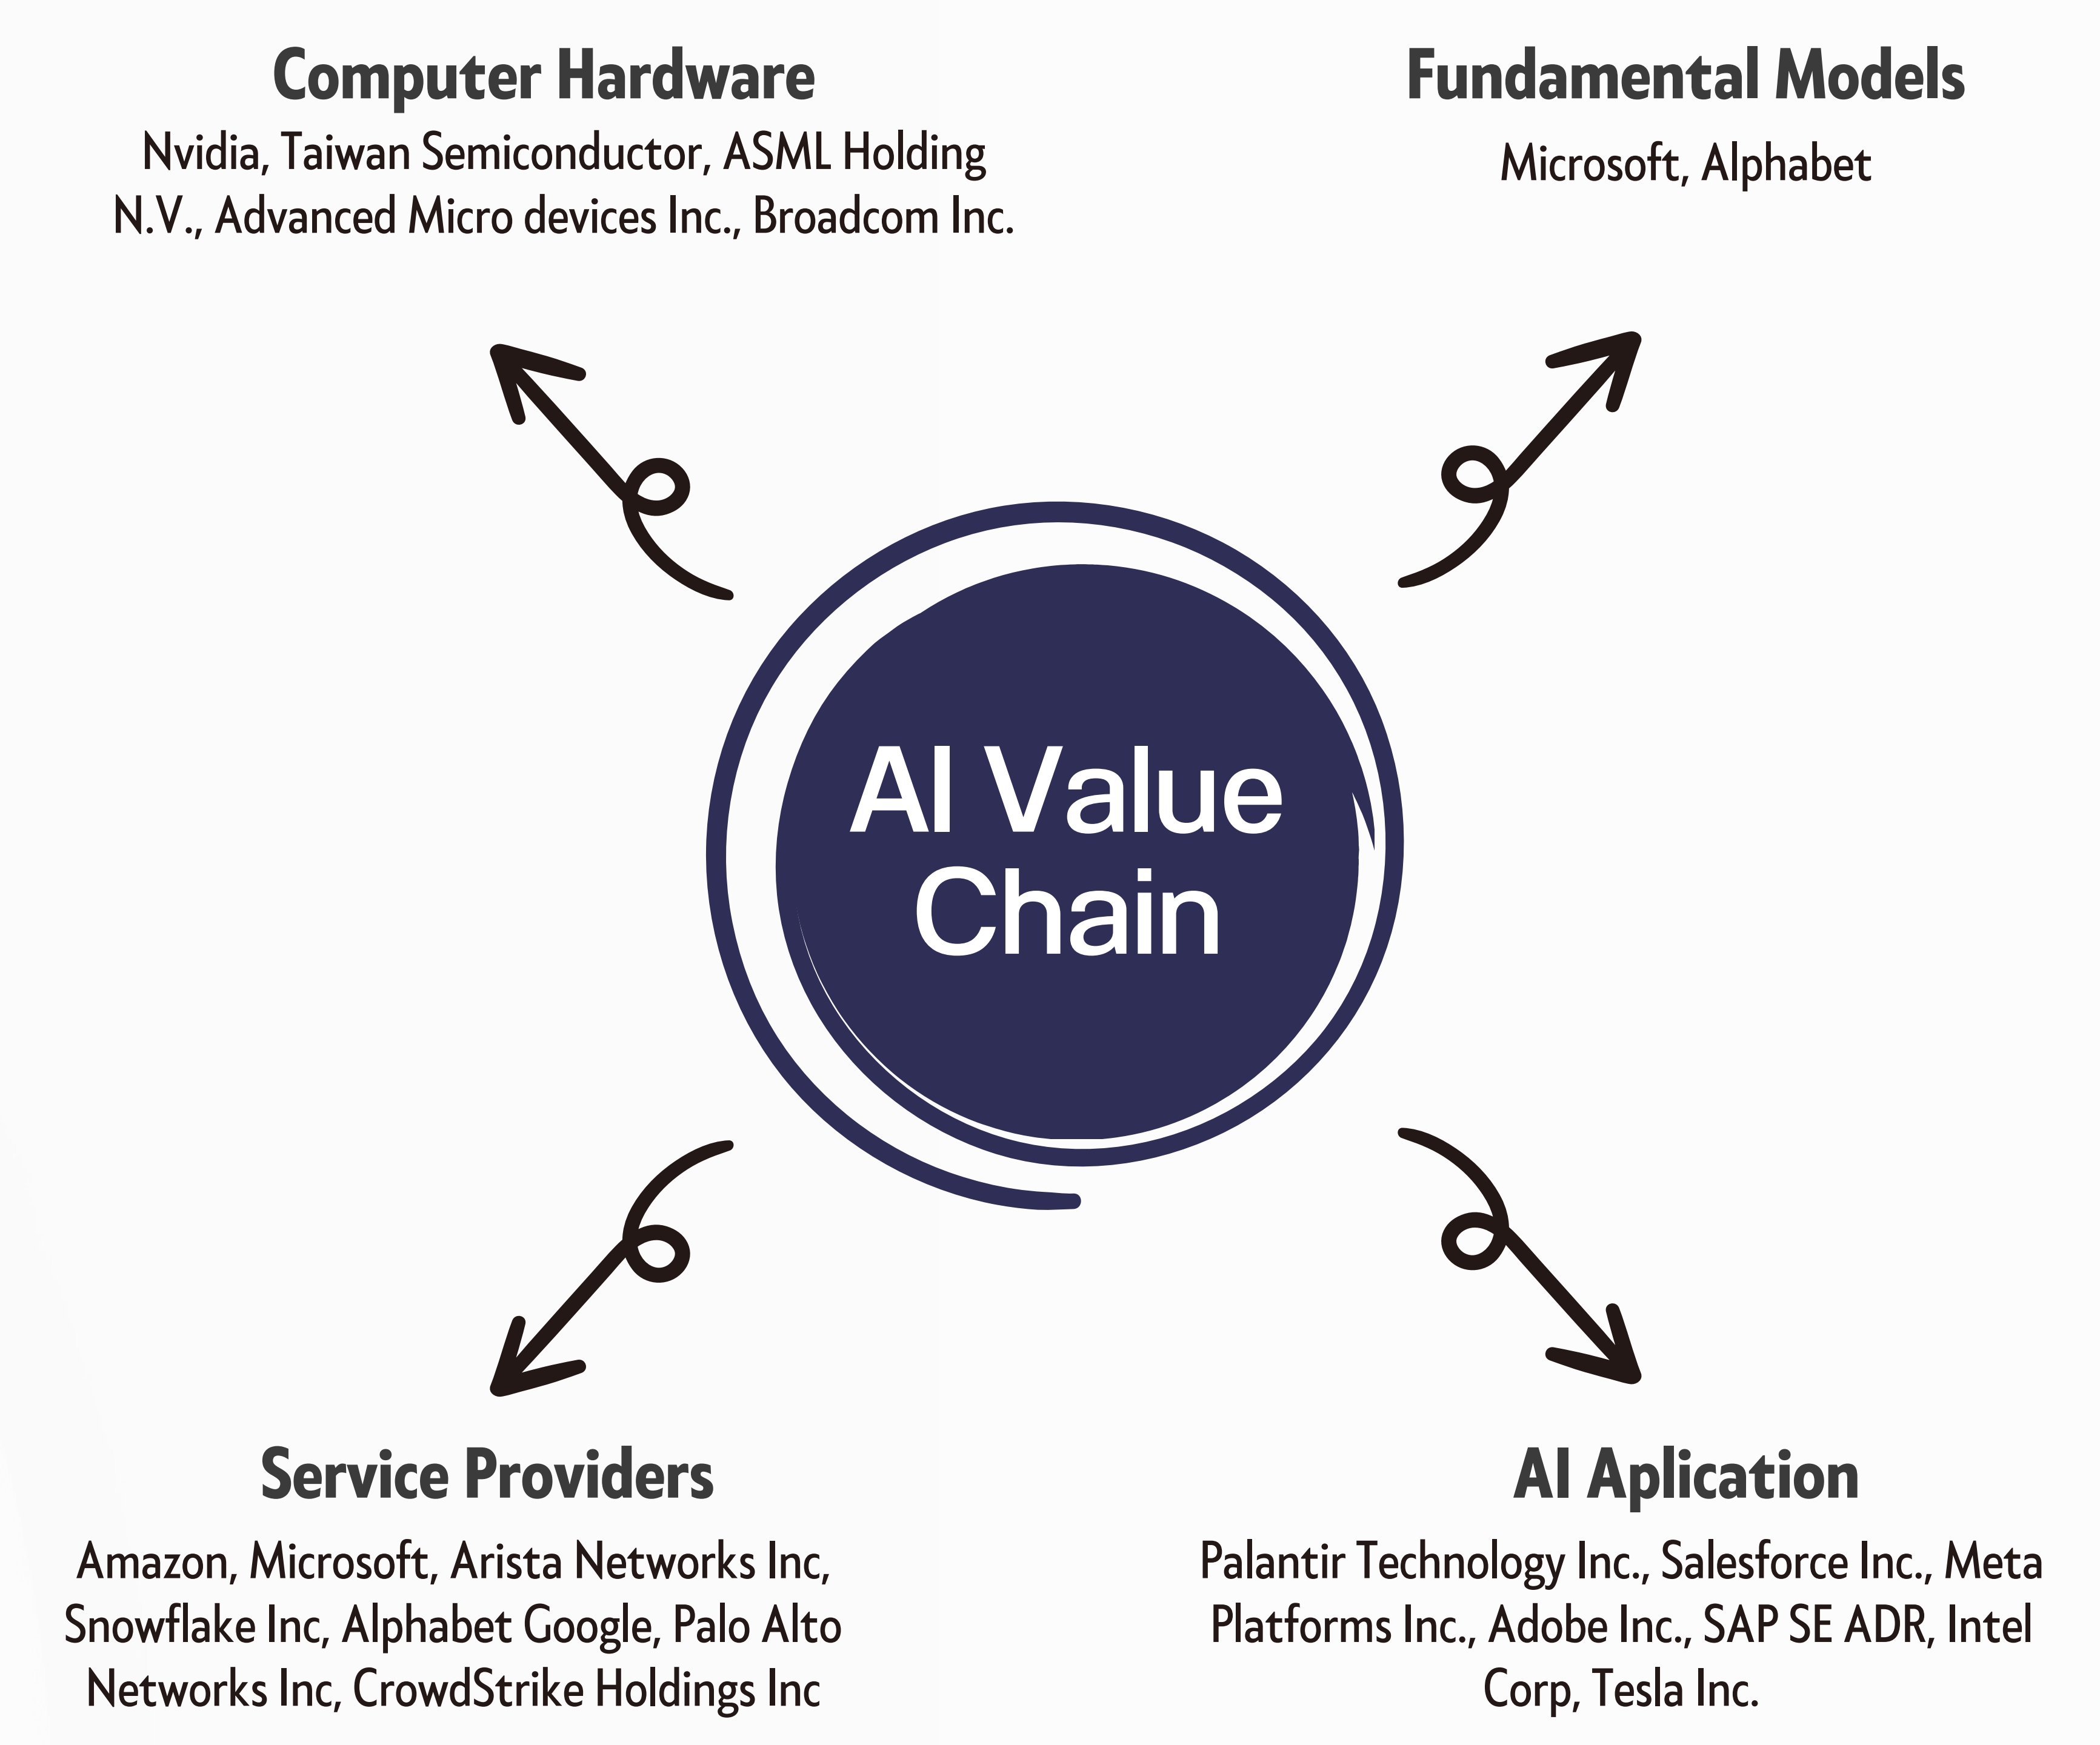 Computer Hardware
Nvidia, Taiwan Semiconductor, ASML Holding
N.V., Advanced Micro devices Inc., Broadcom Inc.
Fundamental Models
Microsoft, Alphabet
AI Value
Chain
Service Providers
Amazon, Microsoft, Arista Networks Inc,
Snowflake Inc, Alphabet Google, Palo Alto
Networks Inc, CrowdStrike Holdings Inc
AI Aplication
Palantir Technology Inc., Salesforce Inc., Meta
Platforms Inc., Adobe Inc., SAP SE ADR, Intel
Corp, Tesla Inc.